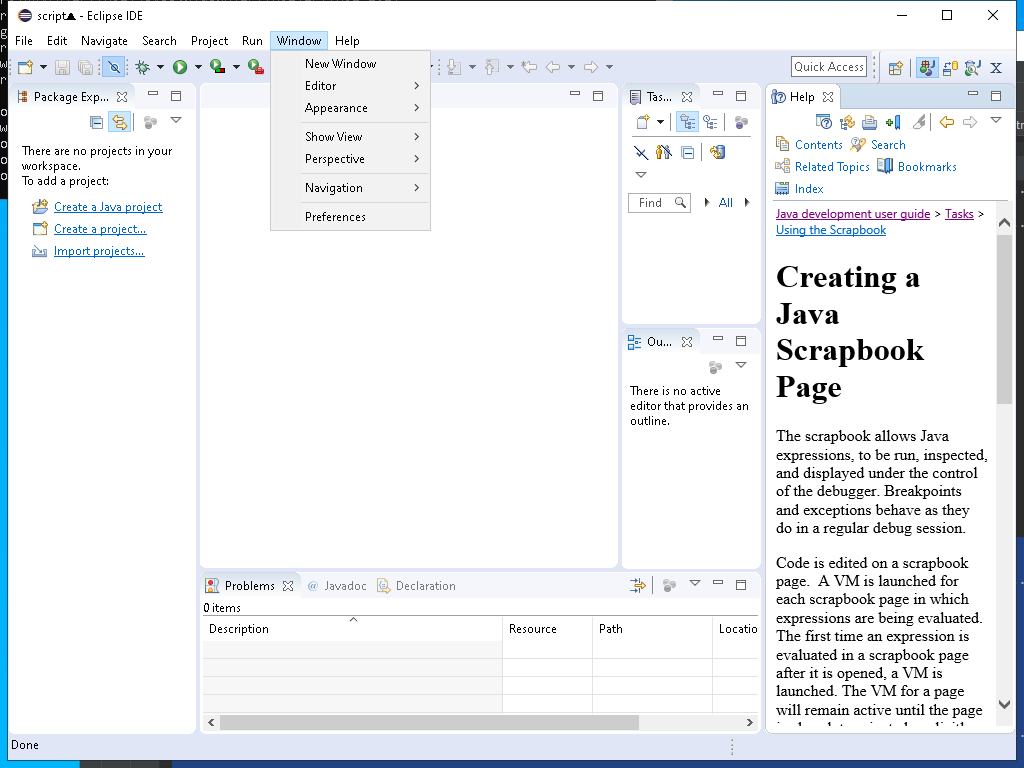 script▲ - Eclipse IDE
File Edit Navigate Search Project Run Window Help
Quick Access
New Window
Editor
Appearance
Show View
Perspective
Navigation
Preferences
Package Exp...
There are no projects in your
workspace.
To add a project:
Create a Java project
Create a project...
Import projects...
Tas...
Find
All
Ou...
There is no active
editor that provides an
outline.
Help
Contents Search
Related Topics Bookmarks
Index
Java development user guide > Tasks >
Using the Scrapbook
Creating a
Java
Scrapbook
Page
The scrapbook allows Java
expressions, to be run, inspected,
and displayed under the control
of the debugger. Breakpoints
and exceptions behave as they
do in a regular debug session.
Code is edited on a scrapbook
page. A VM is launched for
each scrapbook page in which
expressions are being evaluated.
The first time an expression is
evaluated in a scrapbook page
after it is opened, a VM is
launched. The VM for a page
will remain active until the page
Problems @ Javadoc Declaration
0 items
Description Resource Path Locatio
Done